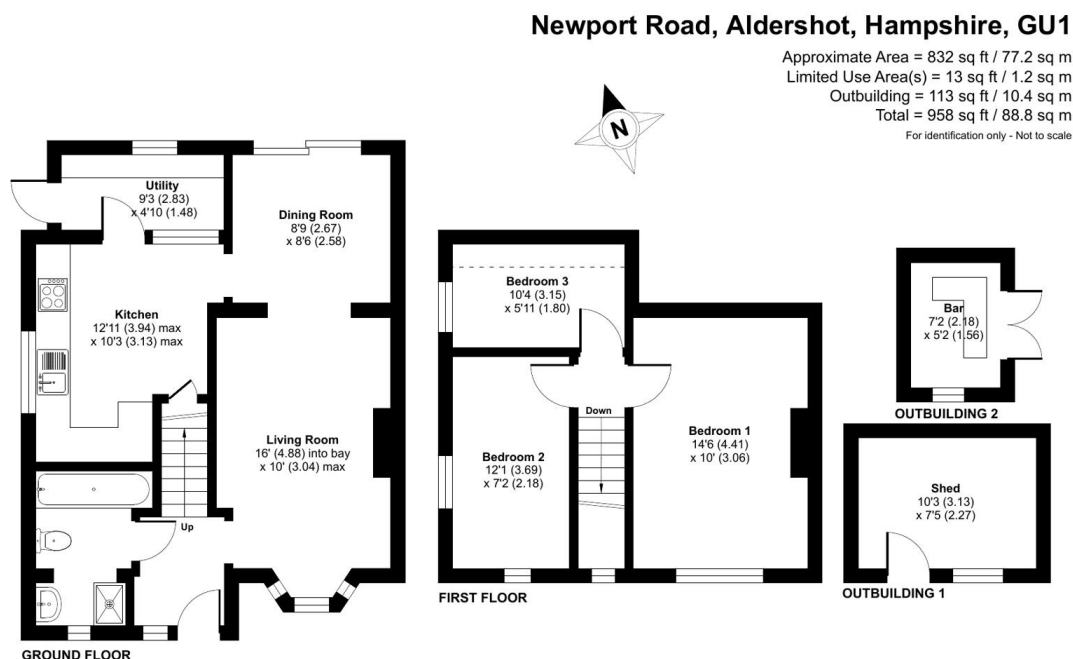 Newport Road, Aldershot, Hampshire, GU1
Approximate Area = 832 sq ft / 77.2 sq m
Limited Use Area(s) = 13 sq ft / 1.2 sq m
Outbuilding = 113 sq ft / 10.4 sq m
Total = 958 sq ft / 88.8 sq m
For identification only - Not to scale
N
Utility
9'3 (2.83)
x 4'10 (1.48)
Dining Room
8'9 (2.67)
x 8'6 (2.58)
Kitchen
12'11 (3.94) max
x 10'3 (3.13) max
Living Room
16' (4.88) into bay
x 10' (3.04) max
Up
GROUND FLOOR
Bedroom 3
10'4 (3.15)
x 5'11 (1.80)
Down
Bedroom 1
14'6 (4.41)
x 10' (3.06)
Bedroom 2
12'1 (3.69)
x 7'2 (2.18)
FIRST FLOOR
Bar
7'2 (2.18)
x 5'2 (1.56)
OUTBUILDING 2
Shed
10'3 (3.13)
x 7'5 (2.27)
OUTBUILDING 1